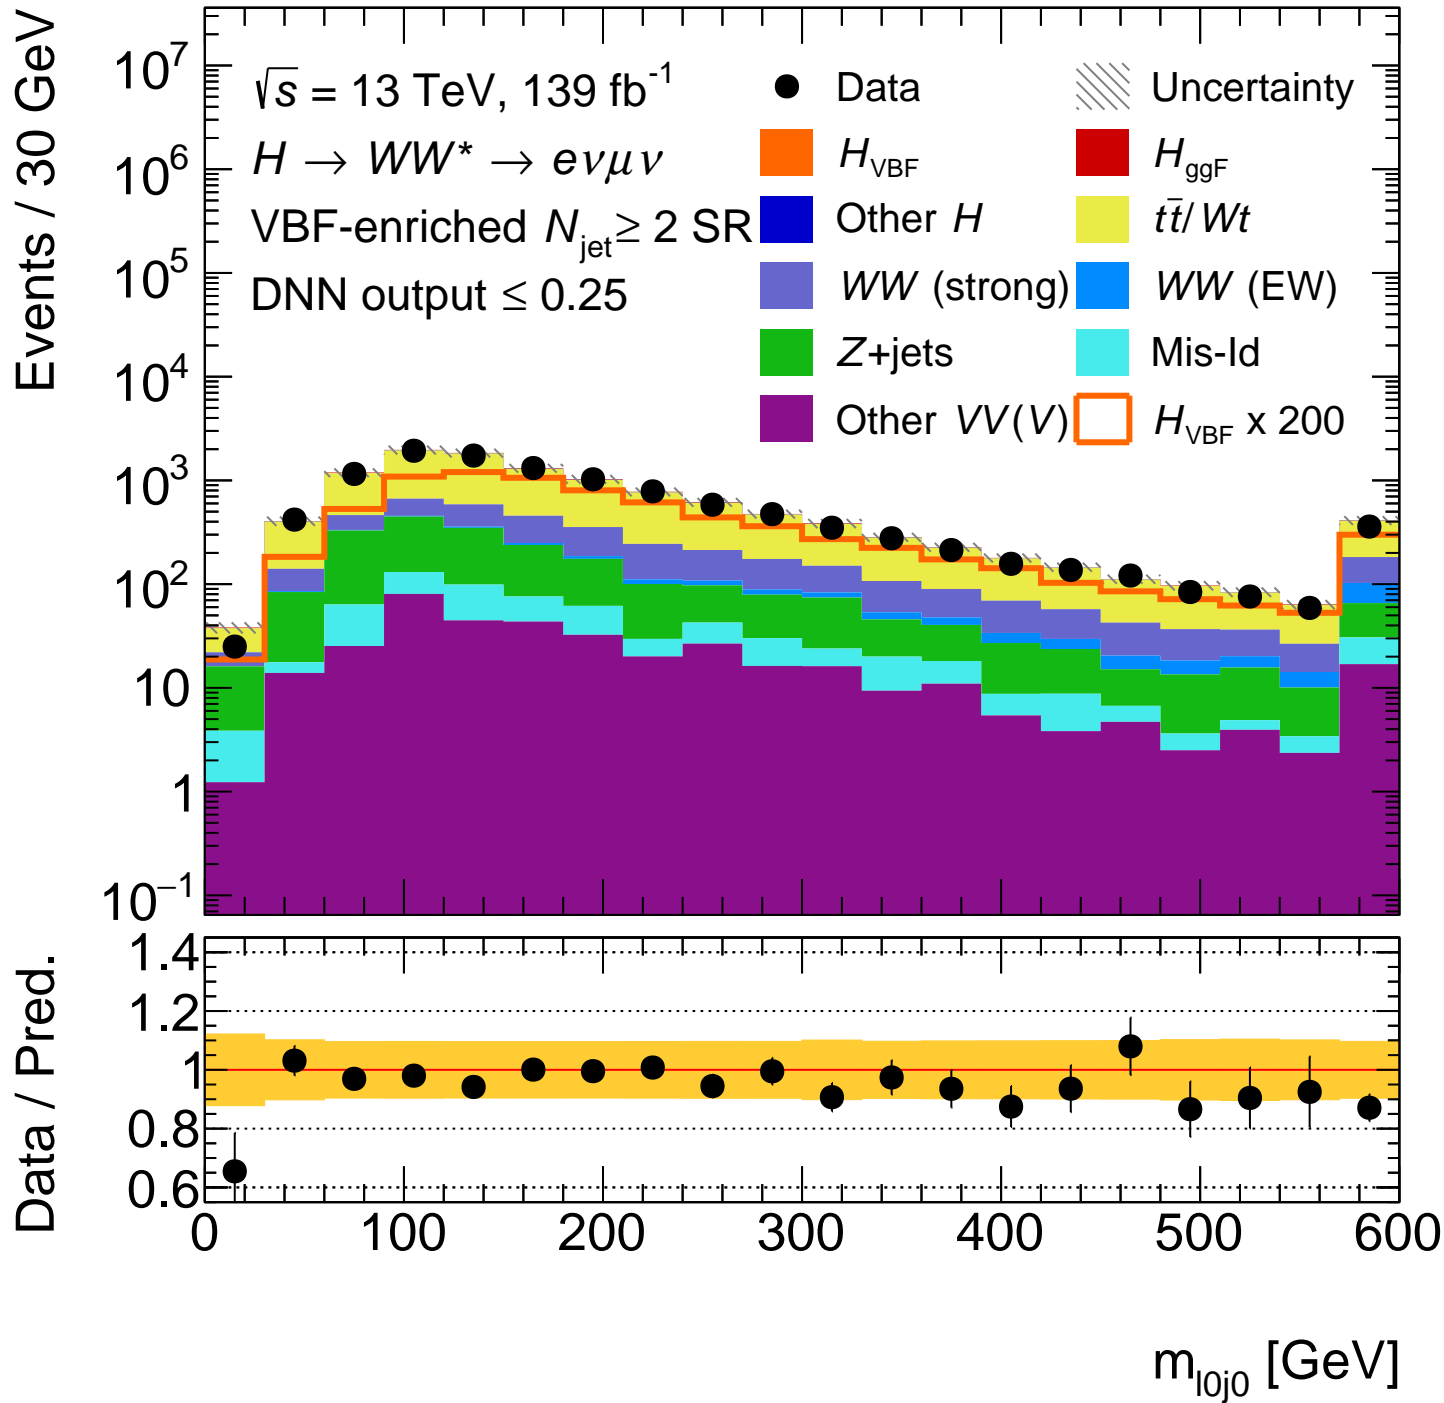 Events / 30 GeV
10⁷
10⁶
10⁵
10⁴
10³
10²
10
1
10⁻¹
√s = 13 TeV, 139 fb⁻¹
H → WW* → eνμν
VBF-enriched N_jet ≥ 2 SR
DNN output ≤ 0.25
Data
Uncertainty
H_VBF
H_ggF
Other H
tt̄/Wt
WW (strong)
WW (EW)
Z+jets
Mis-Id
Other VV(V)
H_VBF x 200
Data / Pred.
1.4
1.2
1
0.8
0.6
0 100 200 300 400 500 600
m_l0j0 [GeV]